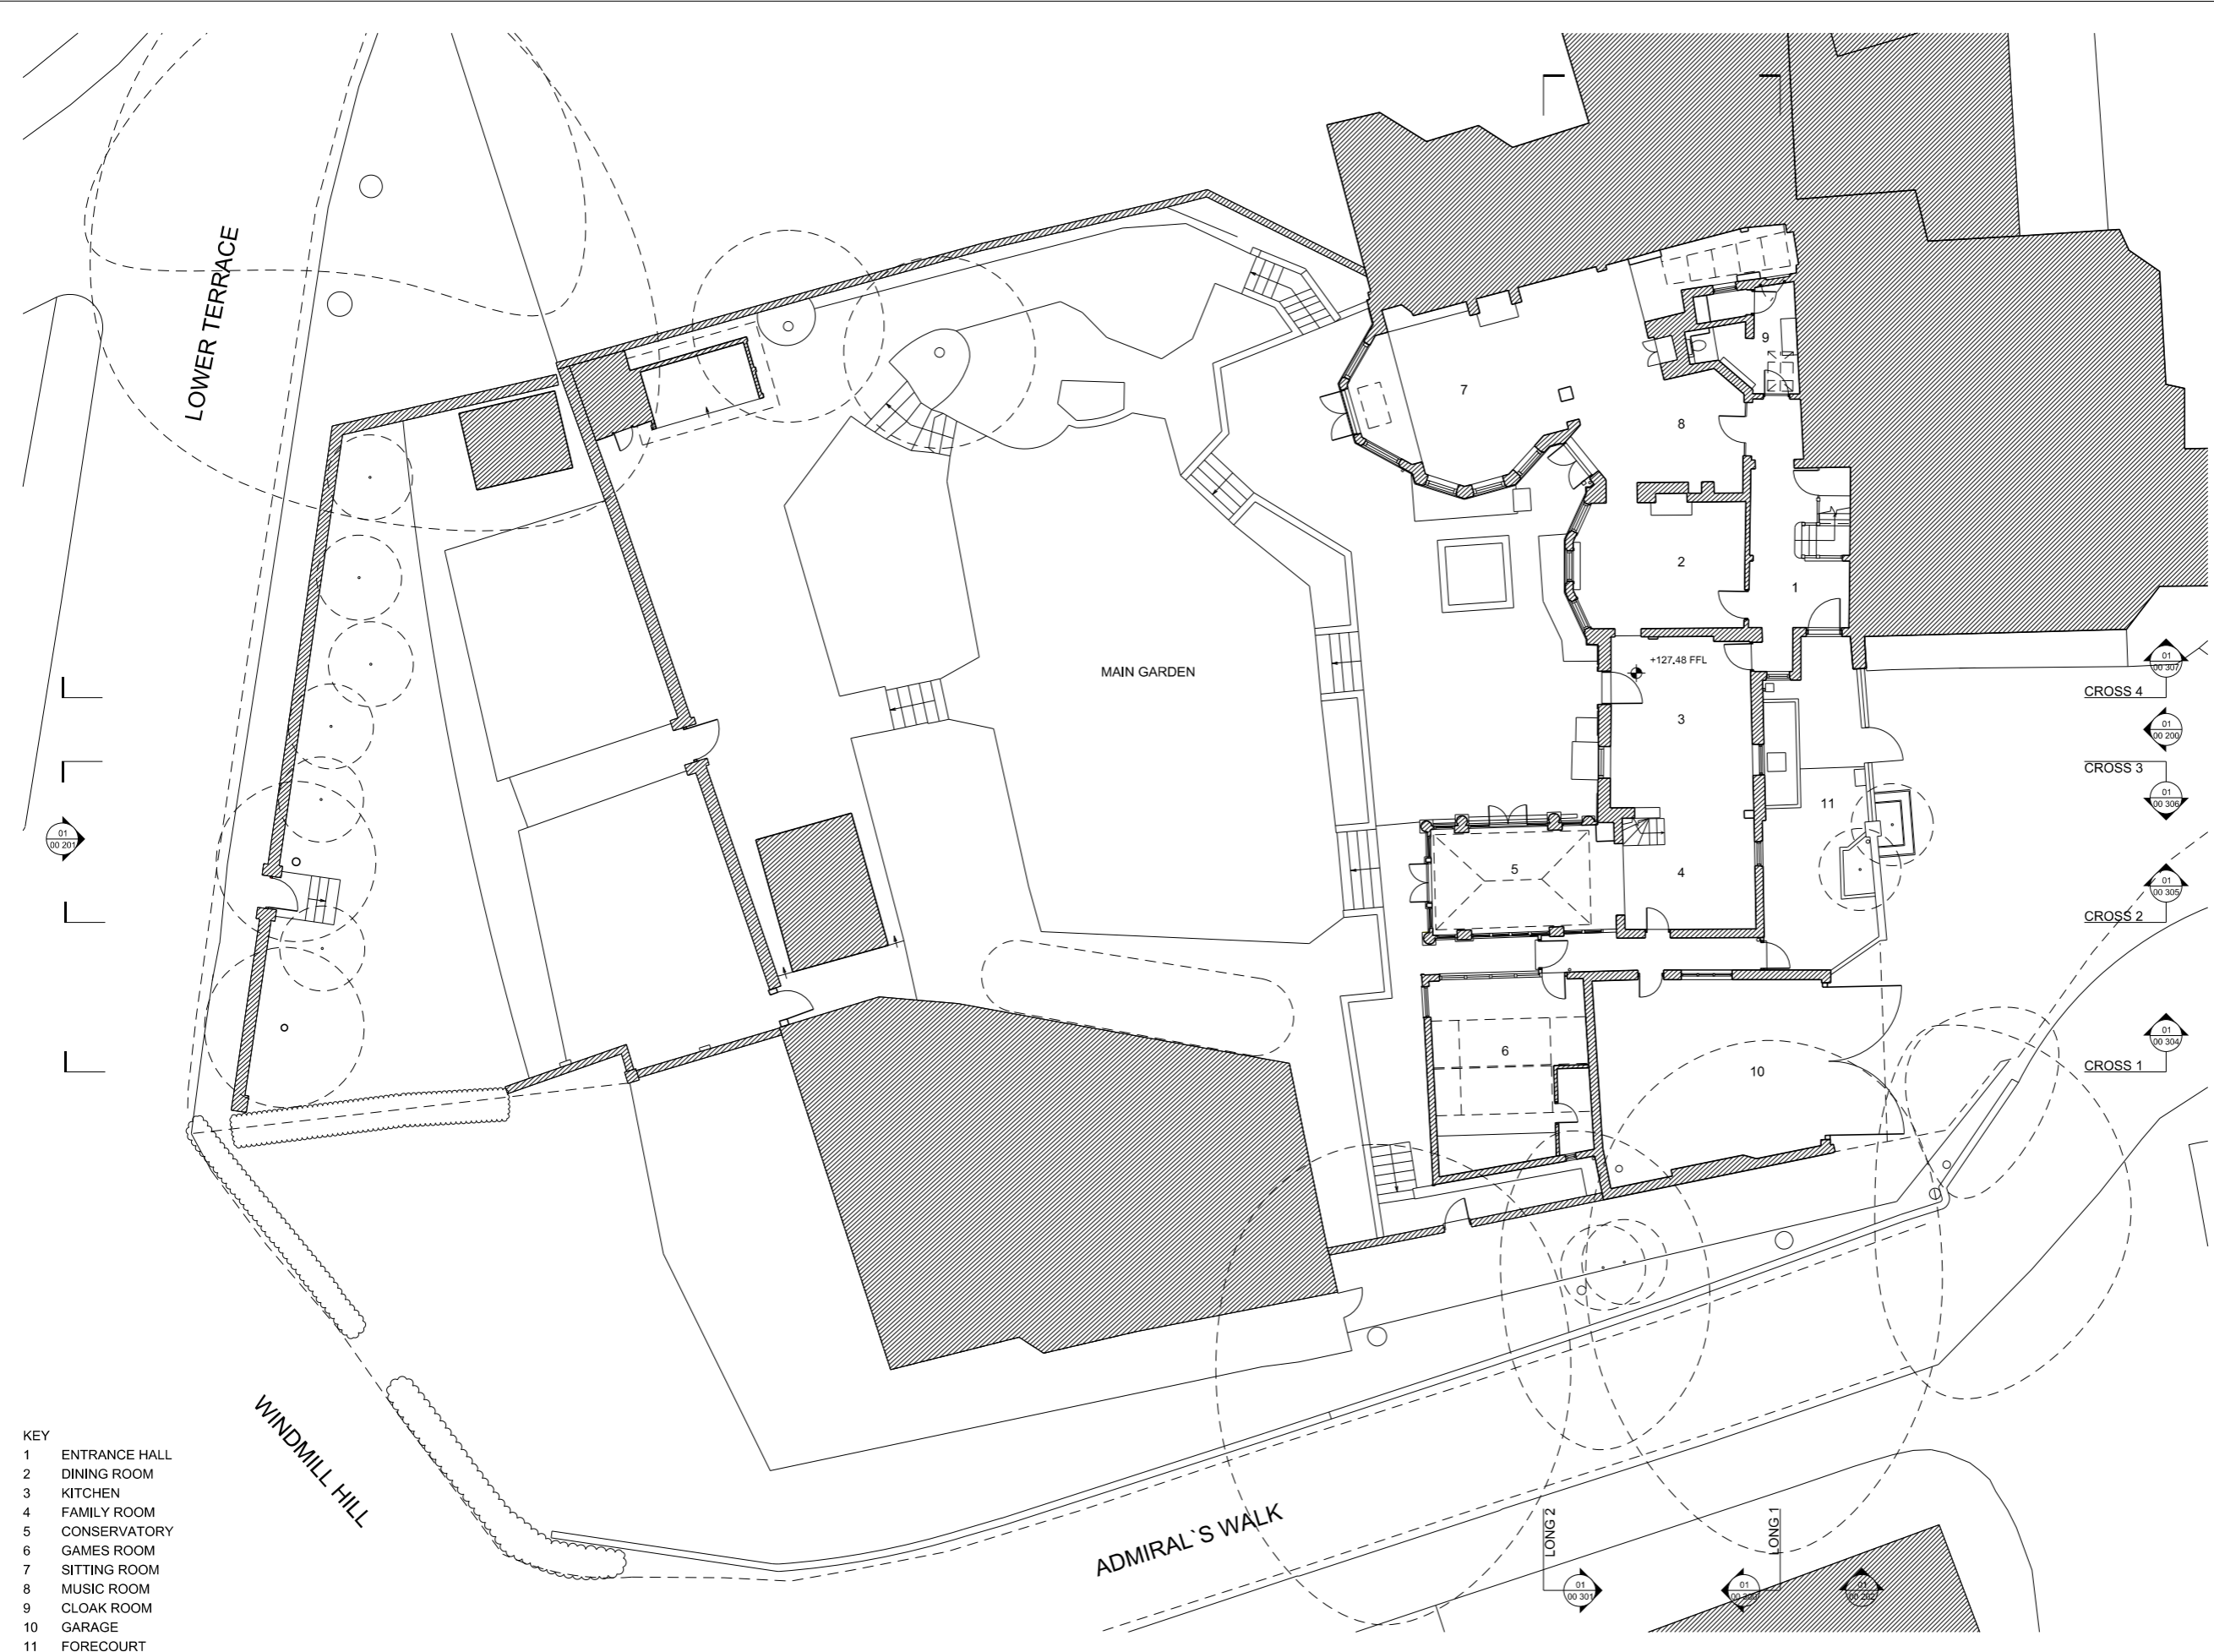 LOWER TERRACE
MAIN GARDEN
7
8
9
2
1
+127.48 FFL
3
11
5
4
6
10
01
00 307
CROSS 4
01
00 200
CROSS 3
01
00 306
01
00 201
01
00 305
CROSS 2
01
00 304
CROSS 1
WINDMILL HILL
ADMIRAL`S WALK
LONG 2
LONG 1
01
00 301
01
01
00 202
KEY
1 ENTRANCE HALL
2 DINING ROOM
3 KITCHEN
4 FAMILY ROOM
5 CONSERVATORY
6 GAMES ROOM
7 SITTING ROOM
8 MUSIC ROOM
9 CLOAK ROOM
10 GARAGE
11 FORECOURT